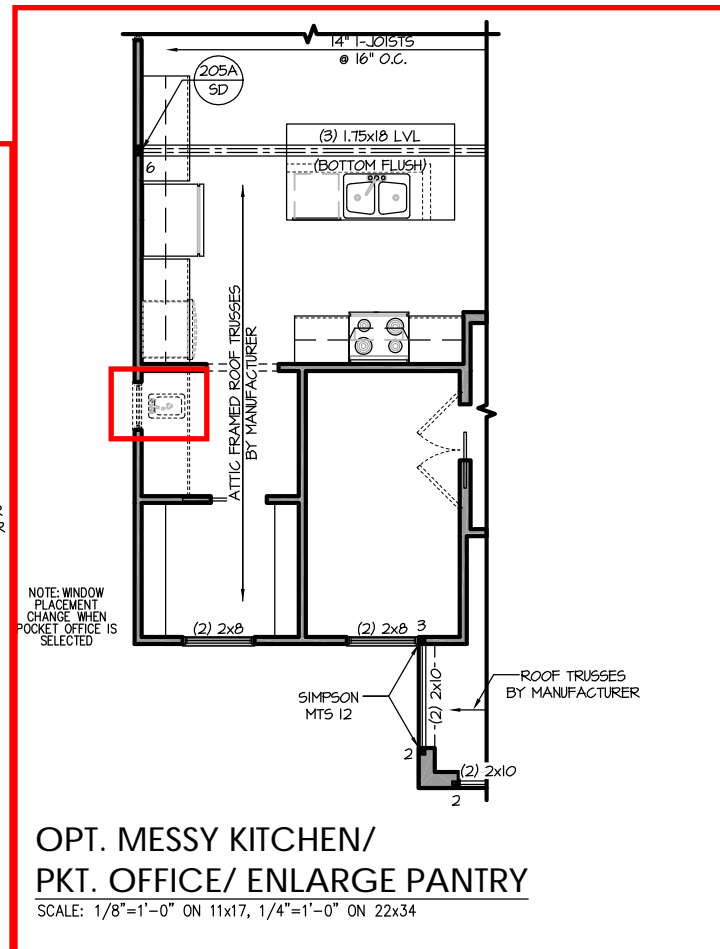 14" I-JOISTS
@ 16" O.C.
205A
SD
(3) 1.75x18 LVL
6
(BOTTOM FLUSH)
ATTIC FRAMED ROOF TRUSSES
BY MANUFACTURER
NOTE: WINDOW
PLACEMENT
CHANGE WHEN
POCKET OFFICE IS
SELECTED
(2) 2x8
(2) 2x8
3
SIMPSON
MTS 12
(2) 2x10
ROOF TRUSSES
BY MANUFACTURER
2
(2) 2x10
2
OPT. MESSY KITCHEN/
PKT. OFFICE/ ENLARGE PANTRY
SCALE: 1/8"=1'-0" ON 11x17, 1/4"=1'-0" ON 22x34